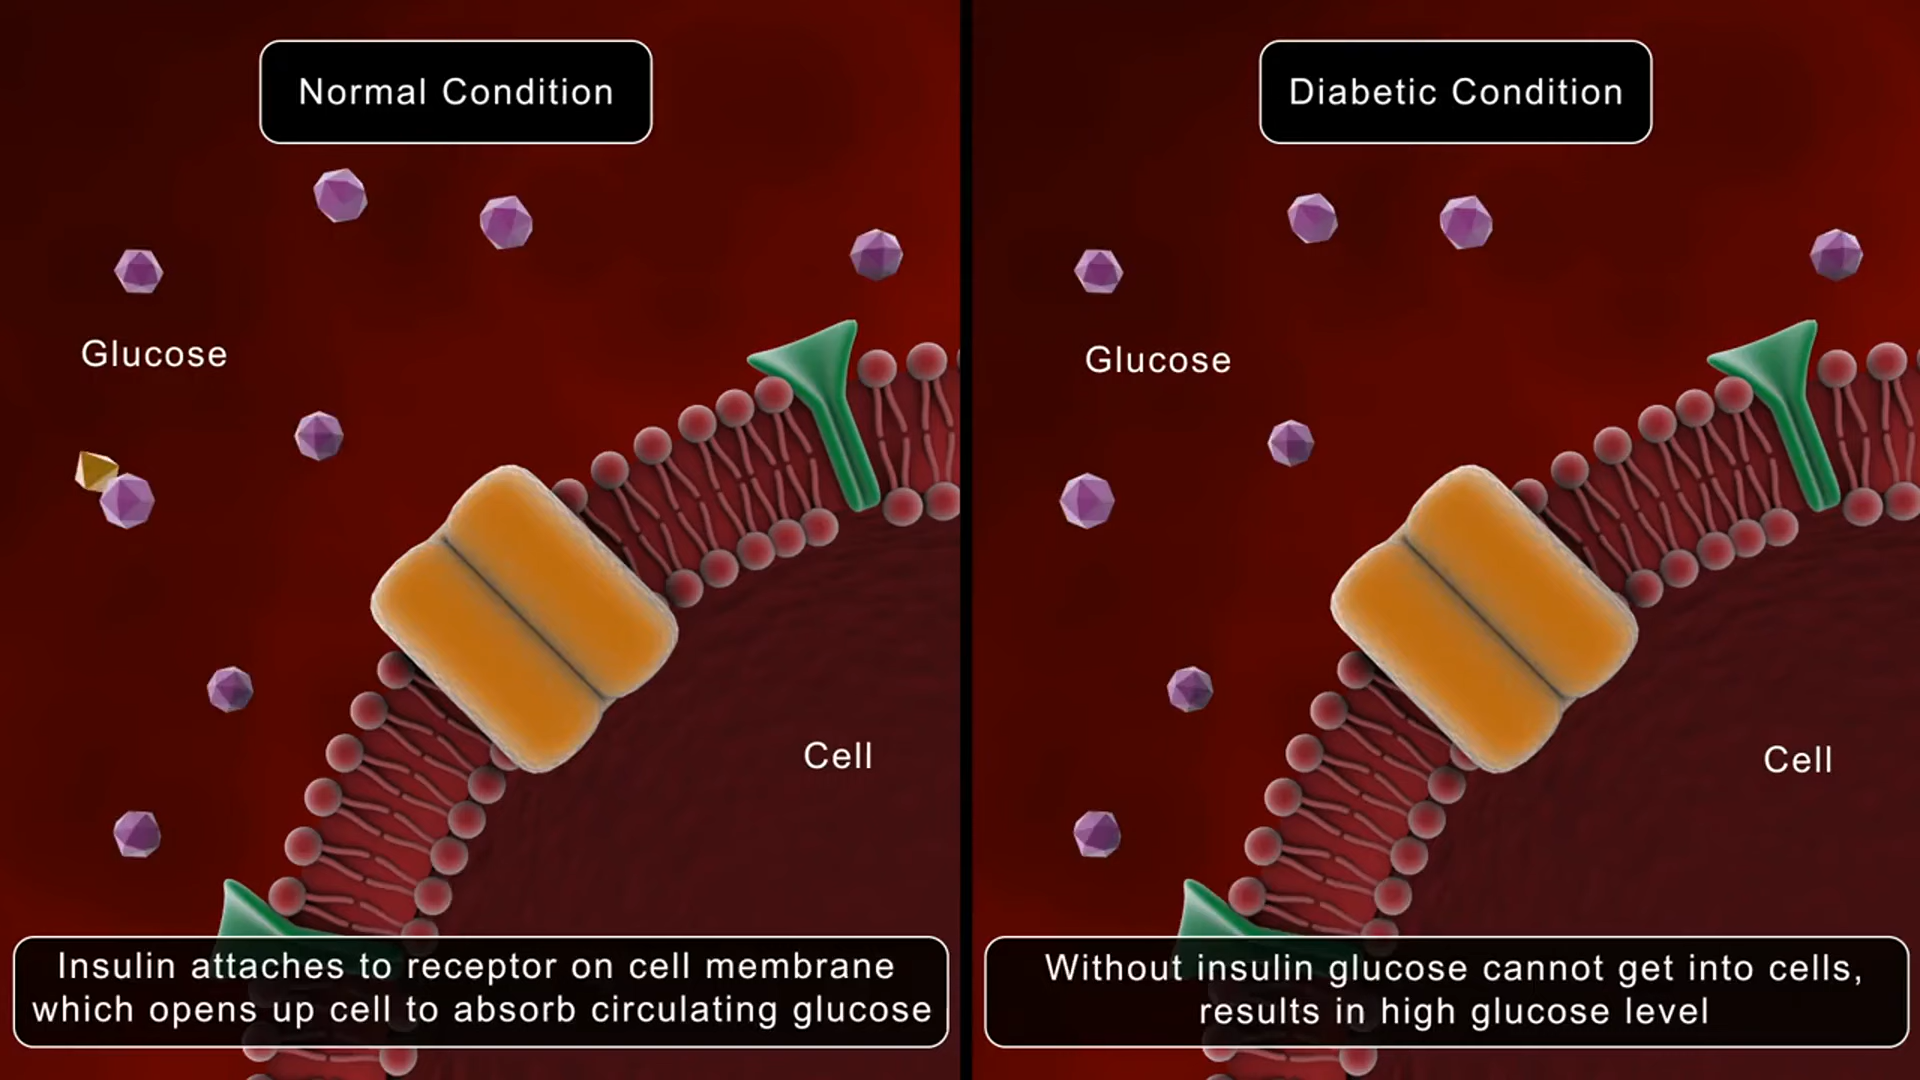 Normal Condition
Glucose
Cell
Insulin attaches to receptor on cell membrane
which opens up cell to absorb circulating glucose
Diabetic Condition
Glucose
Cell
Without insulin glucose cannot get into cells,
results in high glucose level